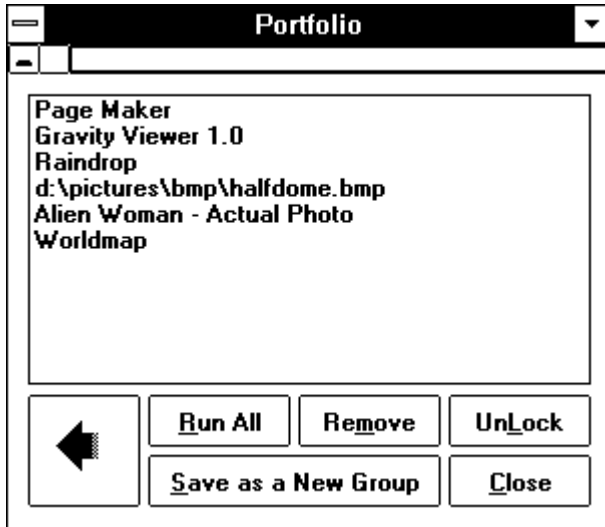 Portfolio
Page Maker
Gravity Viewer 1.0
Raindrop
d:\pictures\bmp\halfdome.bmp
Alien Woman - Actual Photo
Worldmap
Run All
Remove
UnLock
Save as a New Group
Close